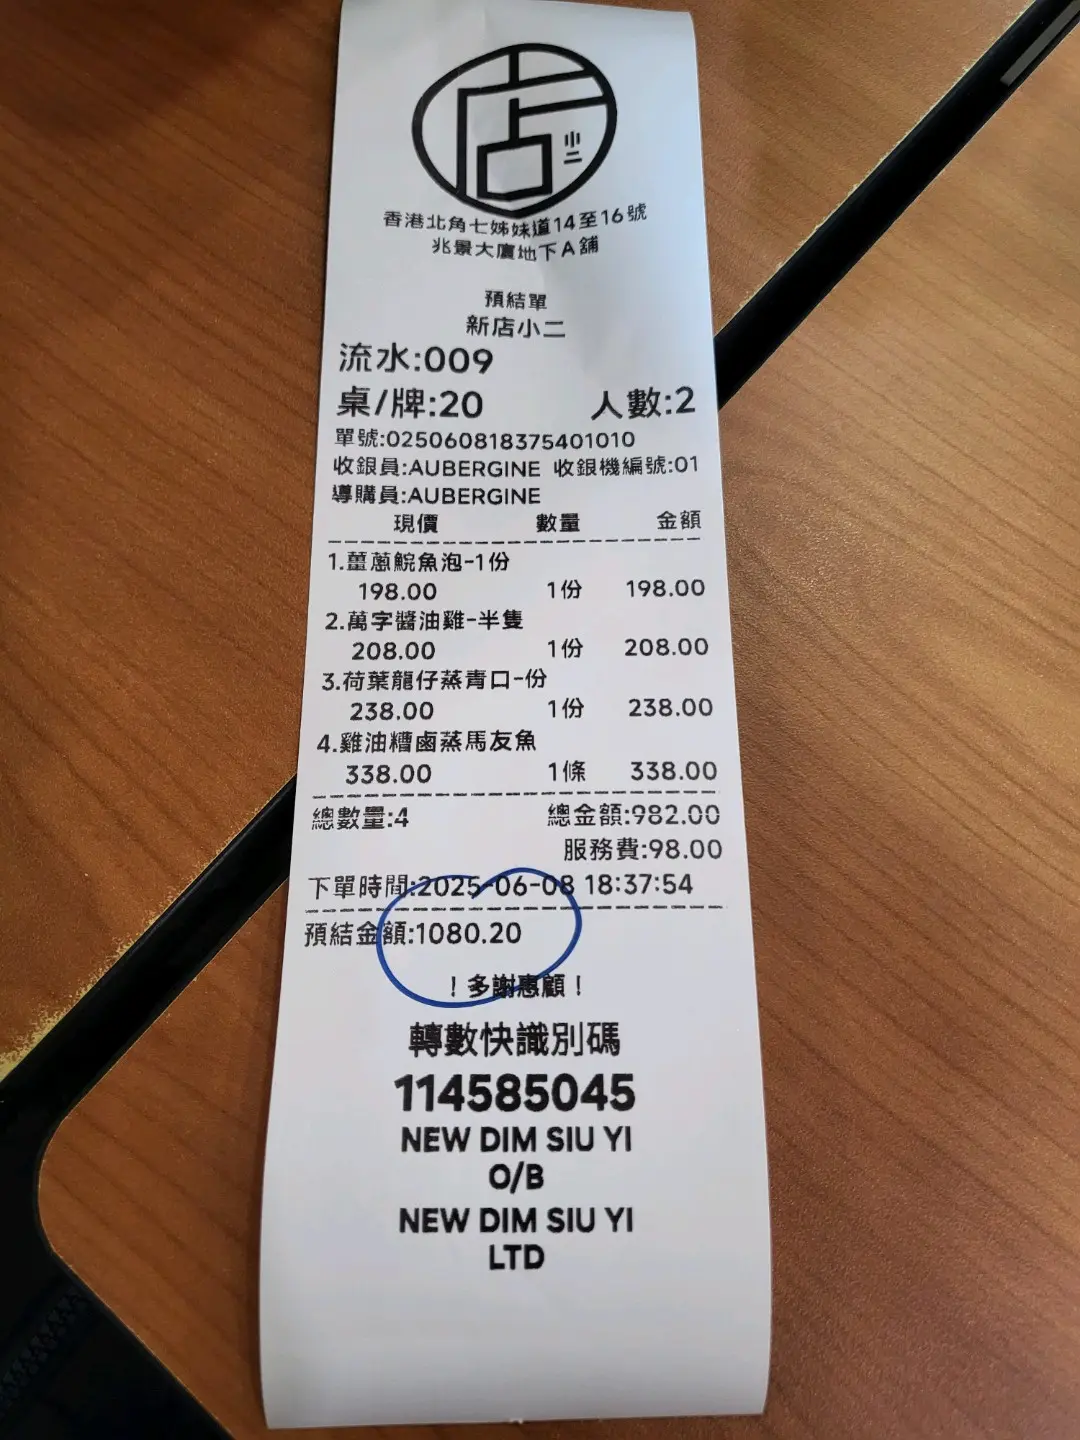 店小二
香港北角七姊妹道14至16號
兆景大廈地下A舖
預結單
新店小二
流水:009
桌/牌:20 人數:2
單號:025060818375401010
收銀員:AUBERGINE 收銀機編號:01
導購員:AUBERGINE
現價 數量 金額
1.薑蔥鯇魚泡-1份
198.00 1份 198.00
2.萬字醬油雞-半隻
208.00 1份 208.00
3.荷葉龍仔蒸青口-份
238.00 1份 238.00
4.雞油糟鹵蒸馬友魚
338.00 1條 338.00
總數量:4 總金額:982.00
服務費:98.00
下單時間:2025-06-08 18:37:54
預結金額:1080.20
！多謝惠顧！
轉數快識別碼
114585045
NEW DIM SIU YI
O/B
NEW DIM SIU YI
LTD